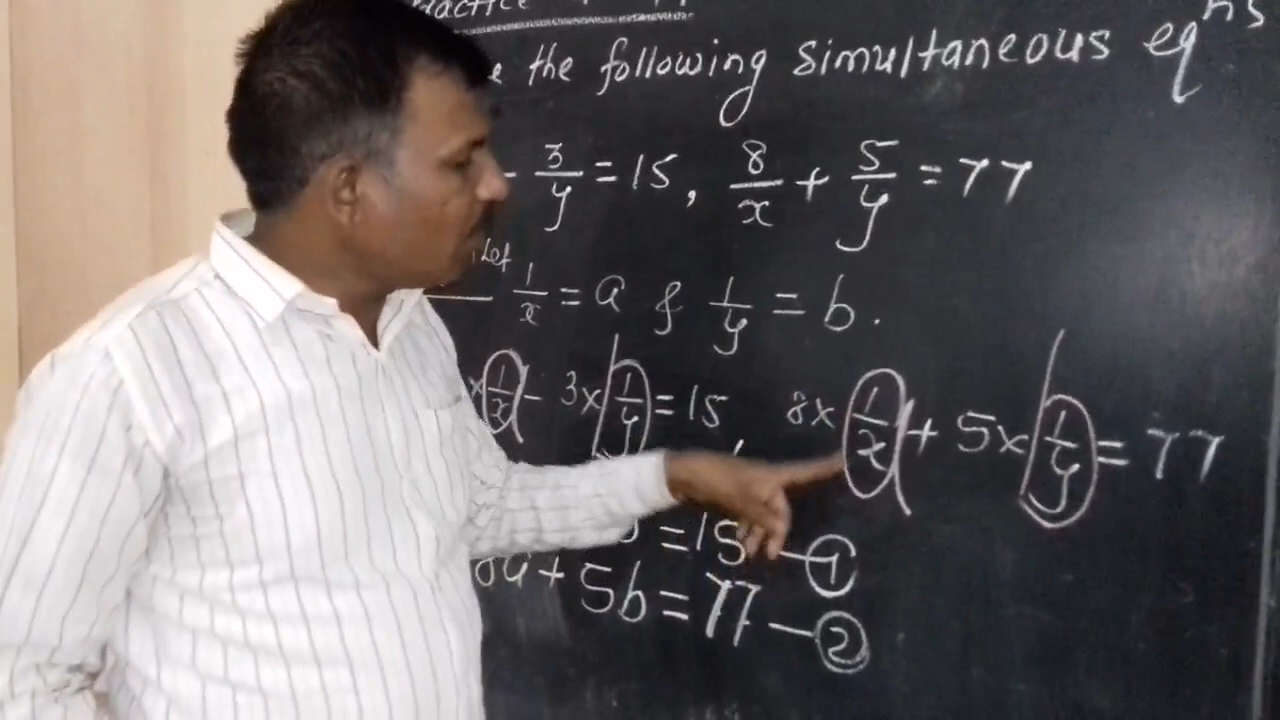 the following simultaneous eqns
- 3/y = 15, 8/x + 5/y = 77
Let 1/x = a & 1/y = b.
x 1/x - 3x 1/y = 15, 8x 1/x + 5x 1/y = 77
= 15 — ①
8a + 5b = 77 — ②